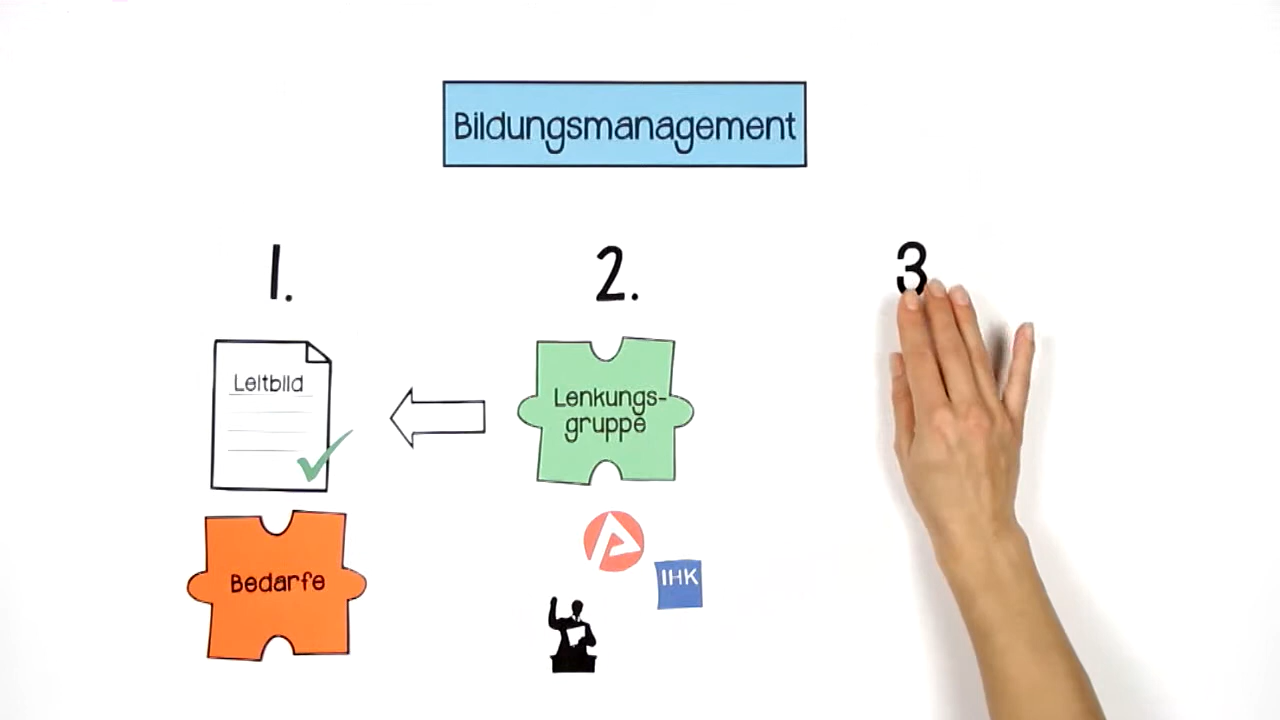 Bildungsmanagement
1.
2.
3
Leitbild
Lenkungs-
gruppe
Bedarfe
IHK